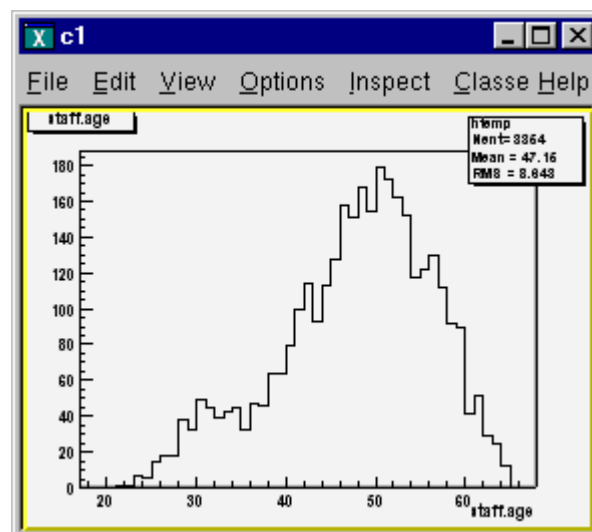 c1
File Edit View Options Inspect Classe Help
staff.age
htemp
Nent= 3354
Mean = 47.15
RMS = 8.643
180
160
140
120
100
80
60
40
20
0
20 30 40 50 60
staff.age